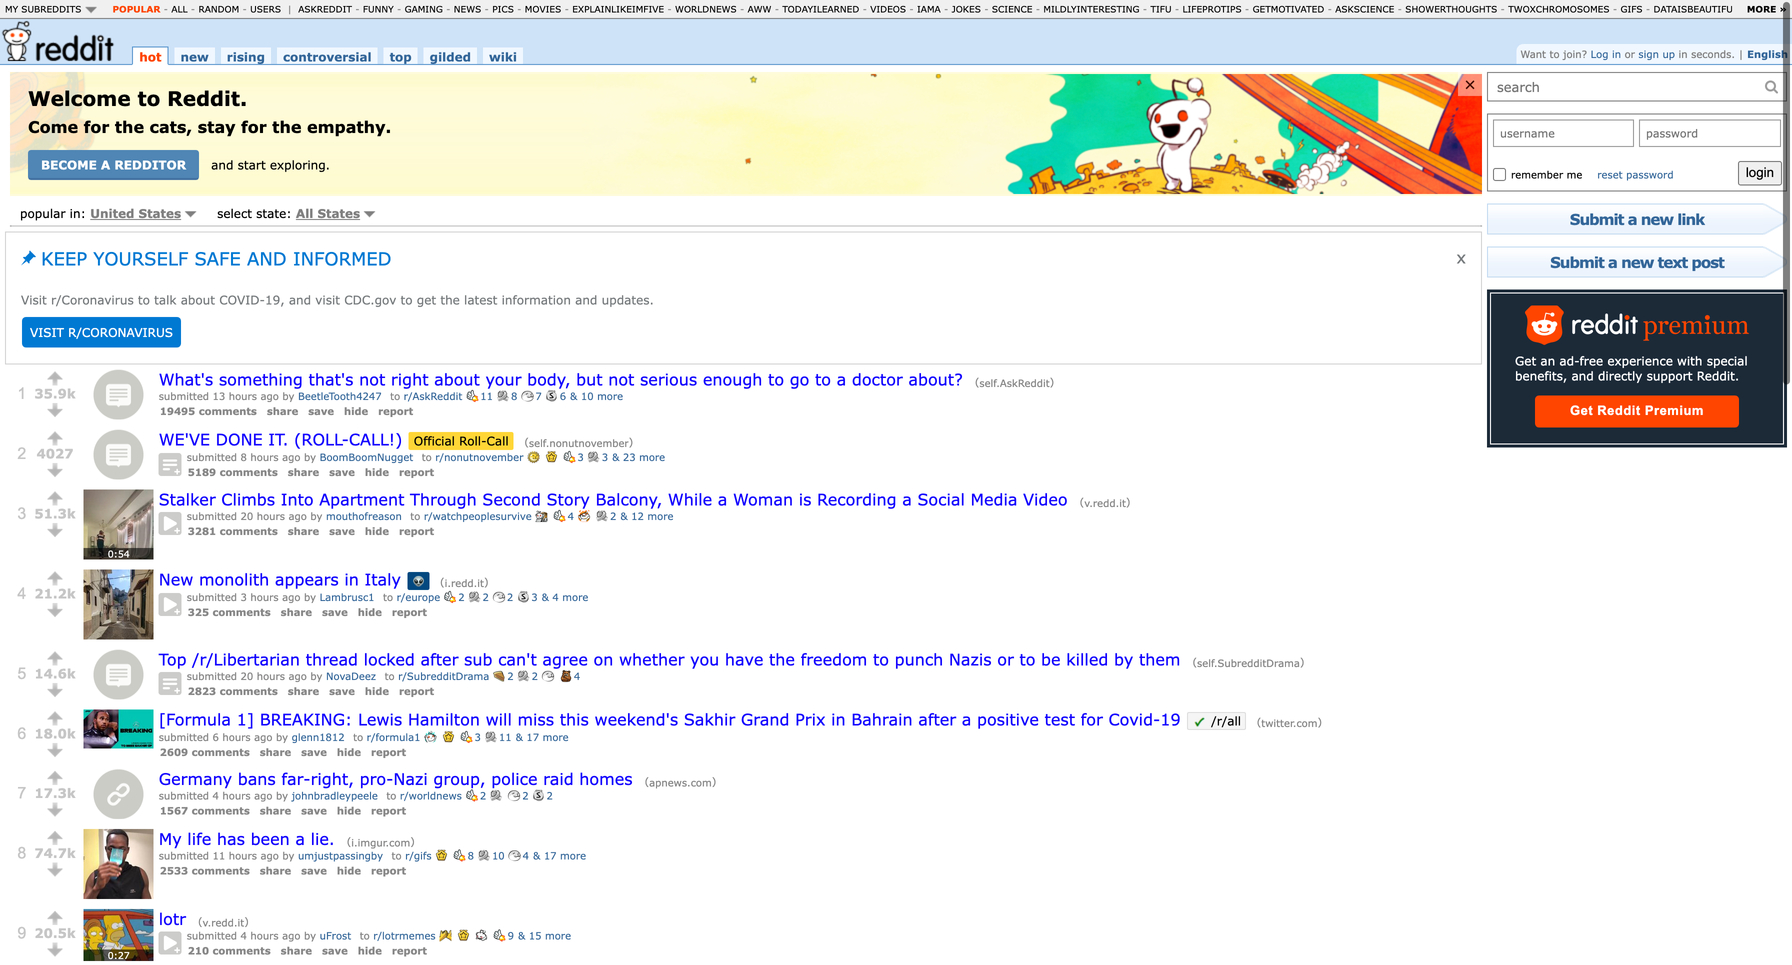 MY SUBREDDITS POPULAR - ALL - RANDOM - USERS | ASKREDDIT - FUNNY - GAMING - NEWS - PICS - MOVIES - EXPLAINLIKEIMFIVE - WORLDNEWS - AWW - TODAYILEARNED - VIDEOS - IAMA - JOKES - SCIENCE - MILDLYINTERESTING - TIFU - LIFEPROTIPS - GETMOTIVATED - ASKSCIENCE - SHOWERTHOUGHTS - TWOXCHROMOSOMES - GIFS - DATAISBEAUTIFU MORE »
reddit hot new rising controversial top gilded wiki
Want to join? Log in or sign up in seconds. | English
Welcome to Reddit.
Come for the cats, stay for the empathy.
BECOME A REDDITOR and start exploring.
popular in: United States select state: All States
KEEP YOURSELF SAFE AND INFORMED x
Visit r/Coronavirus to talk about COVID-19, and visit CDC.gov to get the latest information and updates.
VISIT R/CORONAVIRUS
1 35.9k
What's something that's not right about your body, but not serious enough to go to a doctor about? (self.AskReddit)
submitted 13 hours ago by BeetleTooth4247 to r/AskReddit 11 8 7 6 & 10 more
19495 comments share save hide report
2 4027
WE'VE DONE IT. (ROLL-CALL!) Official Roll-Call (self.nonutnovember)
submitted 8 hours ago by BoomBoomNugget to r/nonutnovember 3 3 & 23 more
5189 comments share save hide report
3 51.3k
Stalker Climbs Into Apartment Through Second Story Balcony, While a Woman is Recording a Social Media Video (v.redd.it)
submitted 20 hours ago by mouthofreason to r/watchpeoplesurvive 4 2 & 12 more
3281 comments share save hide report
0:54
4 21.2k
New monolith appears in Italy (i.redd.it)
submitted 3 hours ago by Lambrusc1 to r/europe 2 2 2 3 & 4 more
325 comments share save hide report
5 14.6k
Top /r/Libertarian thread locked after sub can't agree on whether you have the freedom to punch Nazis or to be killed by them (self.SubredditDrama)
submitted 20 hours ago by NovaDeez to r/SubredditDrama 2 2 4
2823 comments share save hide report
6 18.0k
BREAKING
[Formula 1] BREAKING: Lewis Hamilton will miss this weekend's Sakhir Grand Prix in Bahrain after a positive test for Covid-19 /r/all (twitter.com)
submitted 6 hours ago by glenn1812 to r/formula1 3 11 & 17 more
2609 comments share save hide report
7 17.3k
Germany bans far-right, pro-Nazi group, police raid homes (apnews.com)
submitted 4 hours ago by johnbradleypeele to r/worldnews 2 2 2
1567 comments share save hide report
8 74.7k
My life has been a lie. (i.imgur.com)
submitted 11 hours ago by umjustpassingby to r/gifs 8 10 4 & 17 more
2533 comments share save hide report
9 20.5k
lotr (v.redd.it)
submitted 4 hours ago by uFrost to r/lotrmemes 9 & 15 more
210 comments share save hide report
0:27
search
username password
remember me reset password login
Submit a new link
Submit a new text post
reddit premium
Get an ad-free experience with special
benefits, and directly support Reddit.
Get Reddit Premium